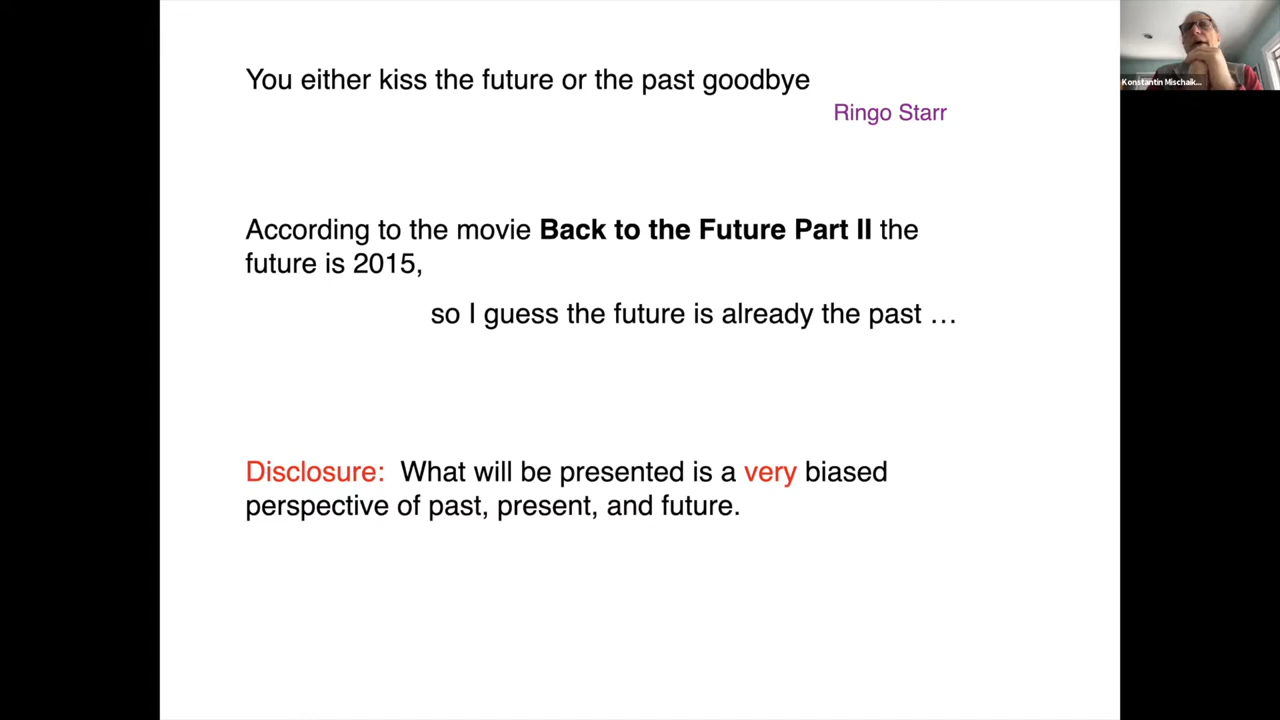 You either kiss the future or the past goodbye
Ringo Starr
According to the movie Back to the Future Part II the
future is 2015,
so I guess the future is already the past …
Disclosure: What will be presented is a very biased
perspective of past, present, and future.
Konstantin Mischaik...